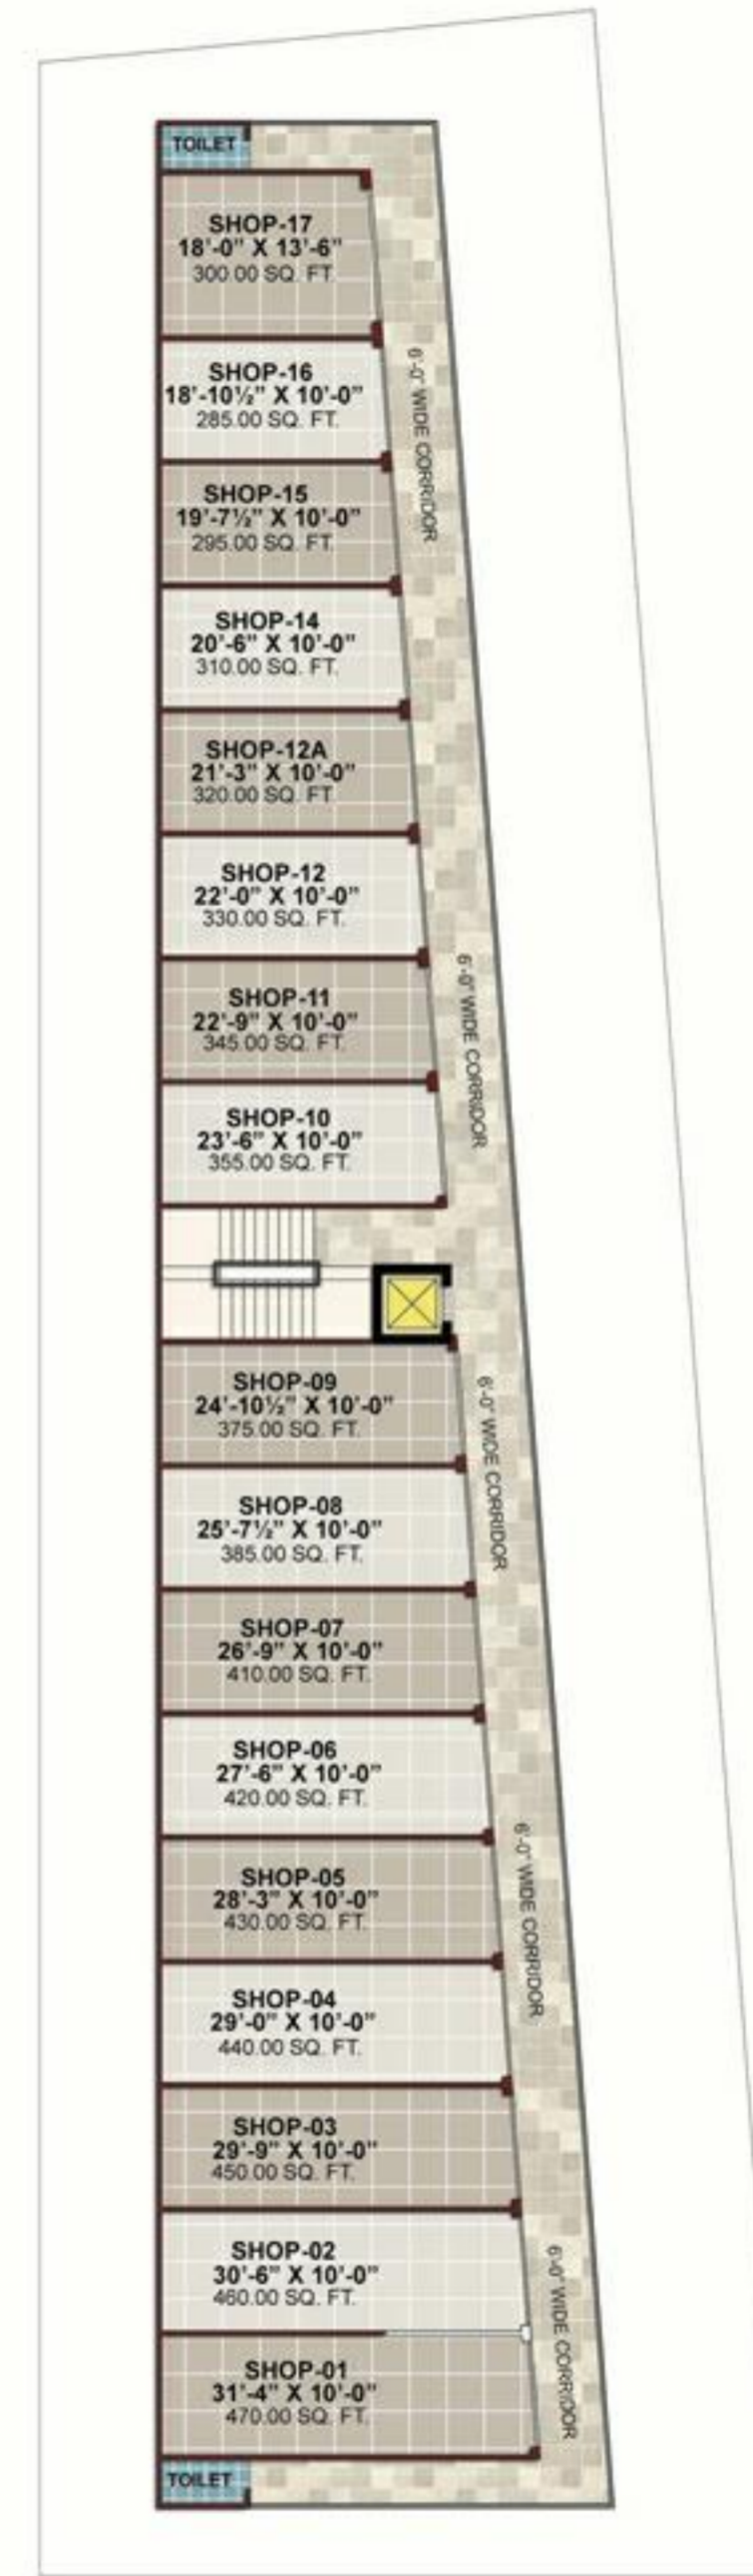 TOILET
SHOP-17
18'-0" X 13'-6"
300.00 SQ. FT.
SHOP-16
18'-10½" X 10'-0"
285.00 SQ. FT.
6'-0" WIDE CORRIDOR
SHOP-15
19'-7½" X 10'-0"
295.00 SQ. FT.
SHOP-14
20'-6" X 10'-0"
310.00 SQ. FT.
SHOP-12A
21'-3" X 10'-0"
320.00 SQ. FT
SHOP-12
22'-0" X 10'-0"
330.00 SQ. FT.
SHOP-11
22'-9" X 10'-0"
345.00 SQ. FT.
6'-0" WIDE CORRIDOR
SHOP-10
23'-6" X 10'-0"
355.00 SQ. FT.
SHOP-09
24'-10½" X 10'-0"
375.00 SQ. FT.
6'-0" WIDE CORRIDOR
SHOP-08
25'-7½" X 10'-0"
385.00 SQ. FT.
SHOP-07
26'-9" X 10'-0"
410.00 SQ. FT.
SHOP-06
27'-6" X 10'-0"
420.00 SQ. FT.
SHOP-05
28'-3" X 10'-0"
430.00 SQ. FT.
6'-0" WIDE CORRIDOR
SHOP-04
29'-0" X 10'-0"
440.00 SQ. FT.
SHOP-03
29'-9" X 10'-0"
450.00 SQ. FT.
SHOP-02
30'-6" X 10'-0"
460.00 SQ. FT.
6'-0" WIDE CORRIDOR
SHOP-01
31'-4" X 10'-0"
470.00 SQ. FT.
TOILET